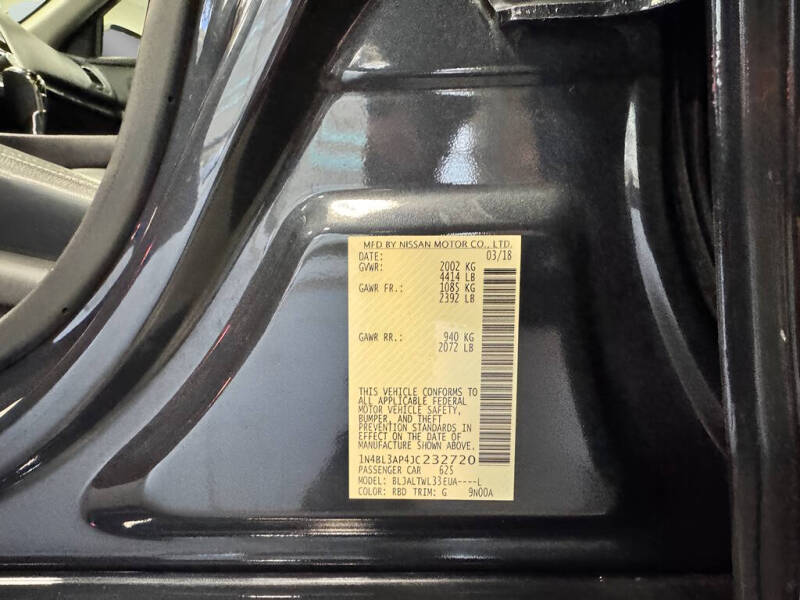 MFD BY NISSAN MOTOR CO., LTD.
DATE: 03/18
GVWR: 2002 KG
4414 LB
GAWR FR.: 1085 KG
2392 LB
GAWR RR.: 940 KG
2072 LB
THIS VEHICLE CONFORMS TO
ALL APPLICABLE FEDERAL
MOTOR VEHICLE SAFETY,
BUMPER, AND THEFT
PREVENTION STANDARDS IN
EFFECT ON THE DATE OF
MANUFACTURE SHOWN ABOVE.
1N4BL3AP4JC232720
PASSENGER CAR 625
MODEL: BLJALTWL33EUA----L
COLOR: RBD TRIM: G 9N00A